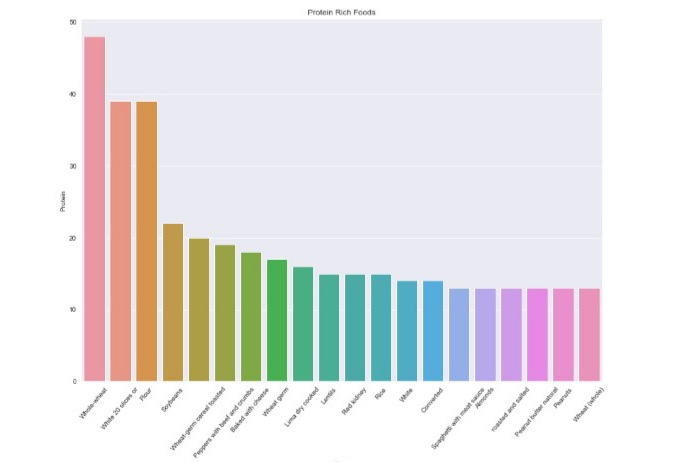 Protein Rich Foods
50
40
30
20
10
0
Protein
Whole-wheat
White 20 slices or
Flour
Soybeans
Wheat-germ cereal toasted
Peppers with beef and crumbs
Baked with cheese
Wheat germ
Lima dry cooked
Lentils
Red kidney
Rice
White
Converted
Spaghetti with meat sauce
Almonds
roasted and salted
Peanut butter natural
Peanuts
Wheat (whole)